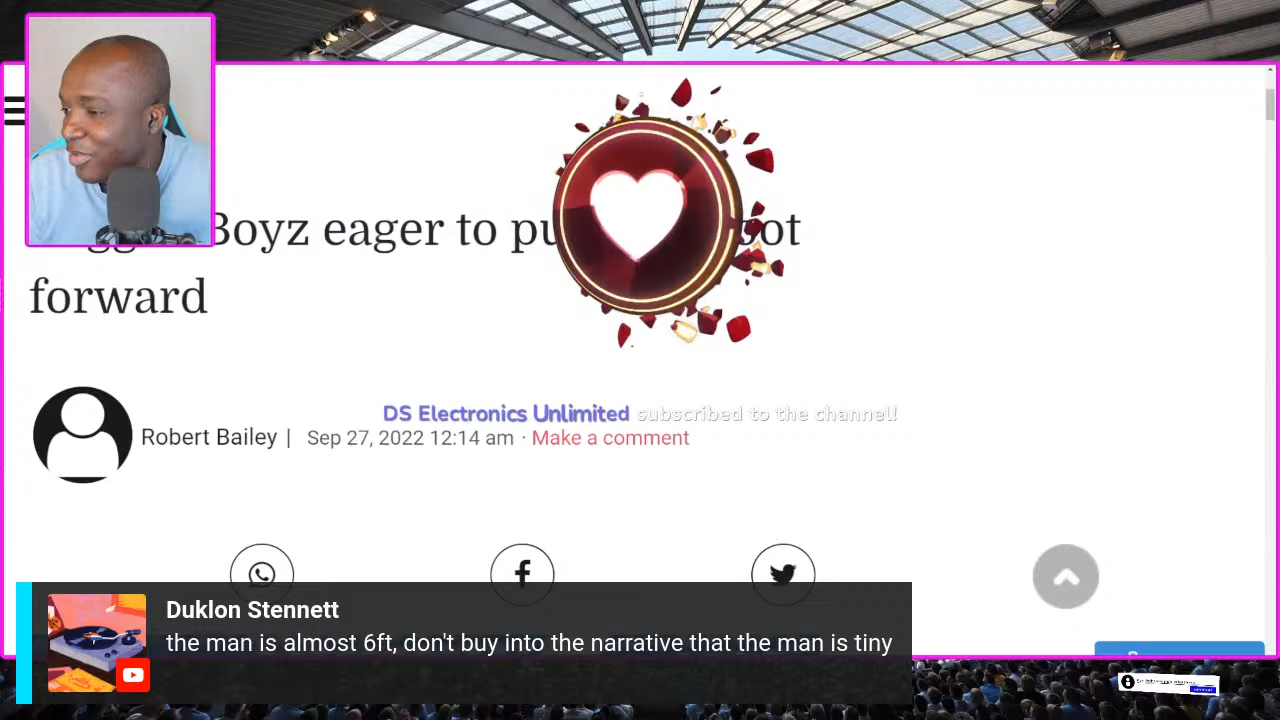 Boyz eager to
forward
DS Electronics Unlimited subscribed to the channel!
Robert Bailey | Sep 27, 2022 12:14 am · Make a comment
Duklon Stennett
the man is almost 6ft, don't buy into the narrative that the man is tiny